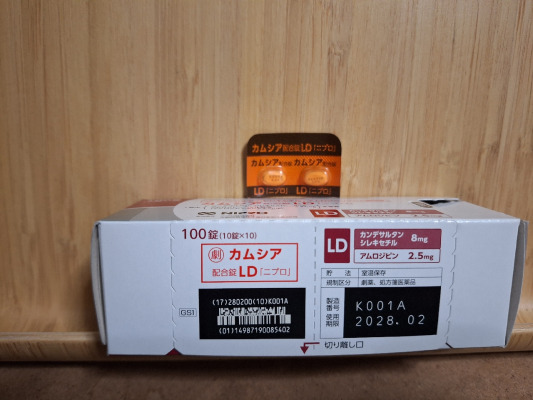 カムシア配合錠LD「ニプロ」
カムシア配合錠 カムシア配合錠
LD「ニプロ」 LD「ニプロ」
100錠(10錠×10)
劇 カムシア
配合錠LD「ニプロ」
(17)280200(10)K001A
GS1
(01)14987190085402
LD
カンデサルタン
シレキセチル 8mg
アムロジピン 2.5mg
貯法 室温保存
規制区分 劇薬、処方箋医薬品
製造番号 K001A
使用期限 2028.02
切り離し口